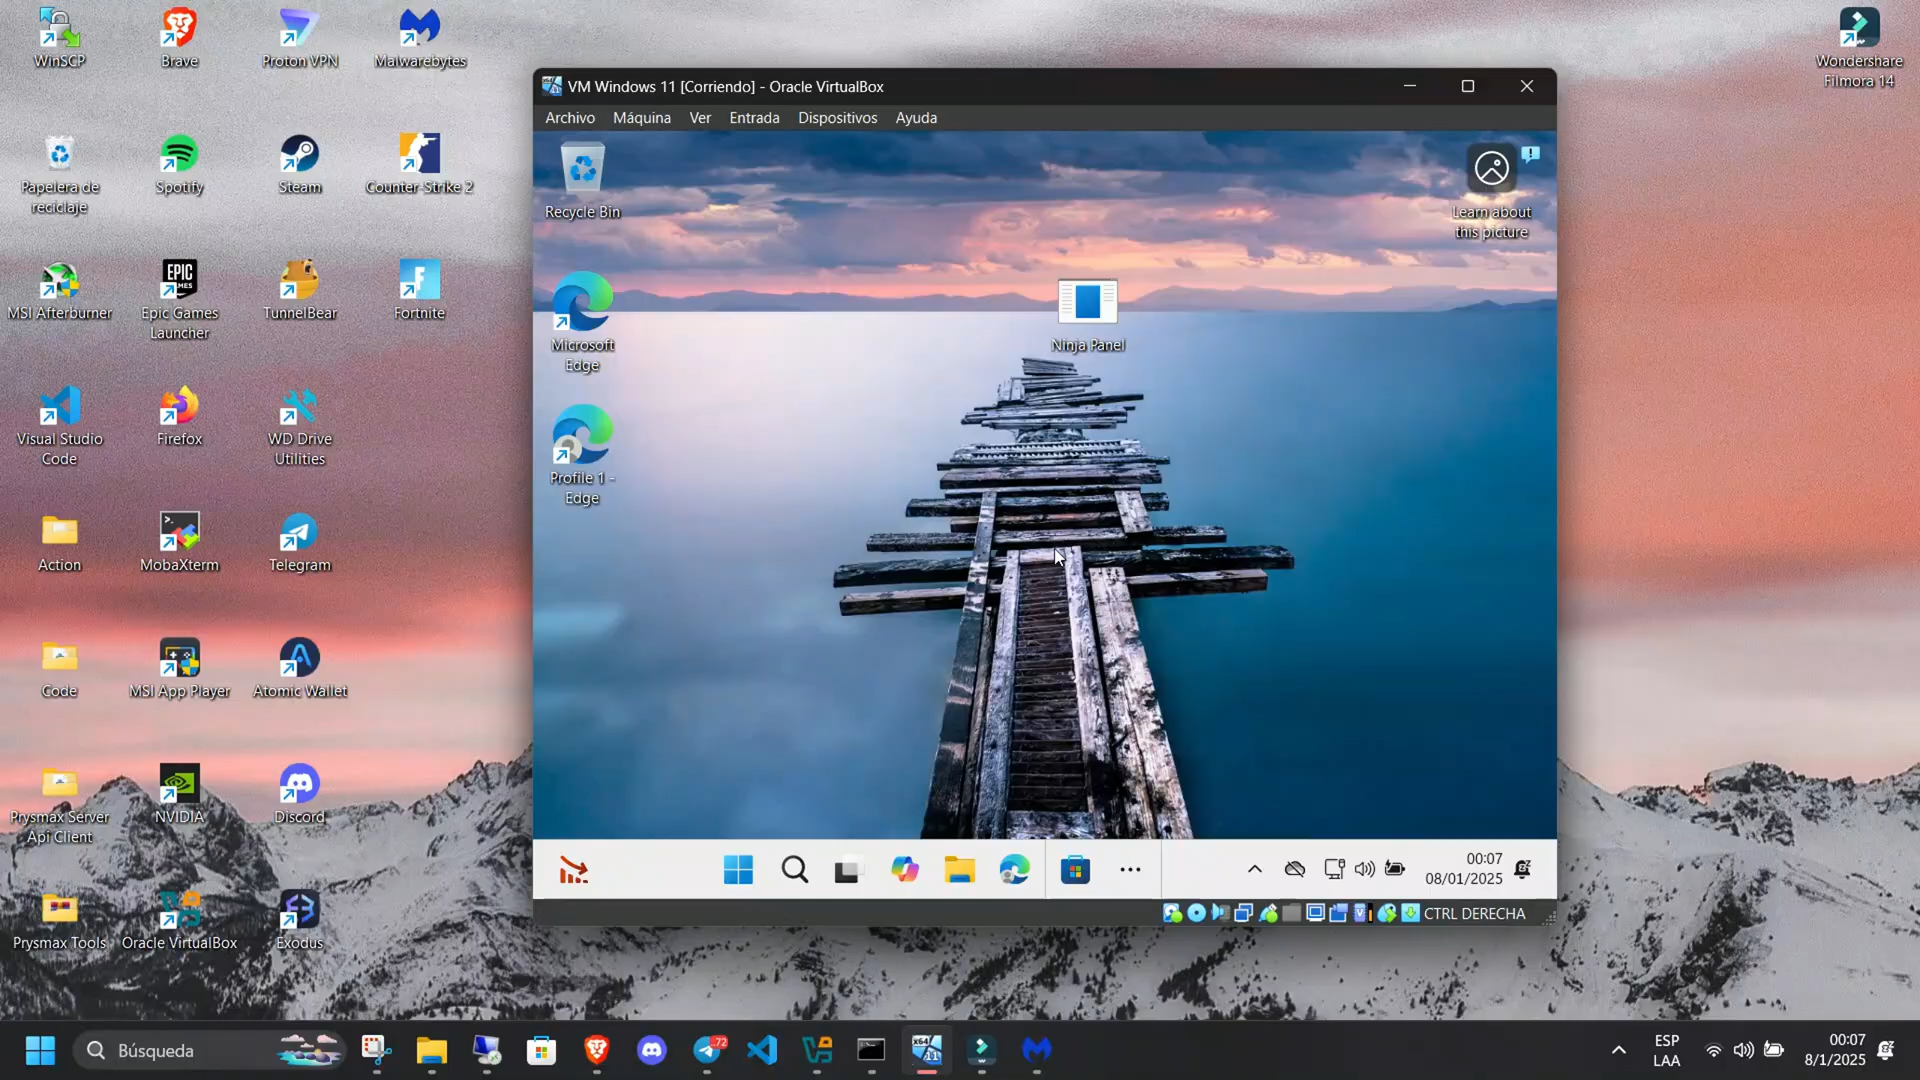 WinSCP
Brave
Proton VPN
Malwarebytes
Wondershare
Filmora 14
Papelera de
reciclaje
Spotify
Steam
Counter-Strike 2
MSI Afterburner
EPIC
GAMES
Epic Games
Launcher
TunnelBear
Fortnite
Visual Studio
Code
Firefox
WD Drive
Utilities
Action
MobaXterm
Telegram
Code
MSI App Player
Atomic Wallet
Prysmax Server
Api Client
NVIDIA
Discord
Prysmax Tools
Oracle VirtualBox
Exodus
VM Windows 11 [Corriendo] - Oracle VirtualBox
Archivo Máquina Ver Entrada Dispositivos Ayuda
Recycle Bin
Learn about
this picture
Microsoft
Edge
Ninja Panel
Profile 1 -
Edge
00:07
08/01/2025
CTRL DERECHA
Búsqueda
72
ESP
LAA
00:07
8/1/2025